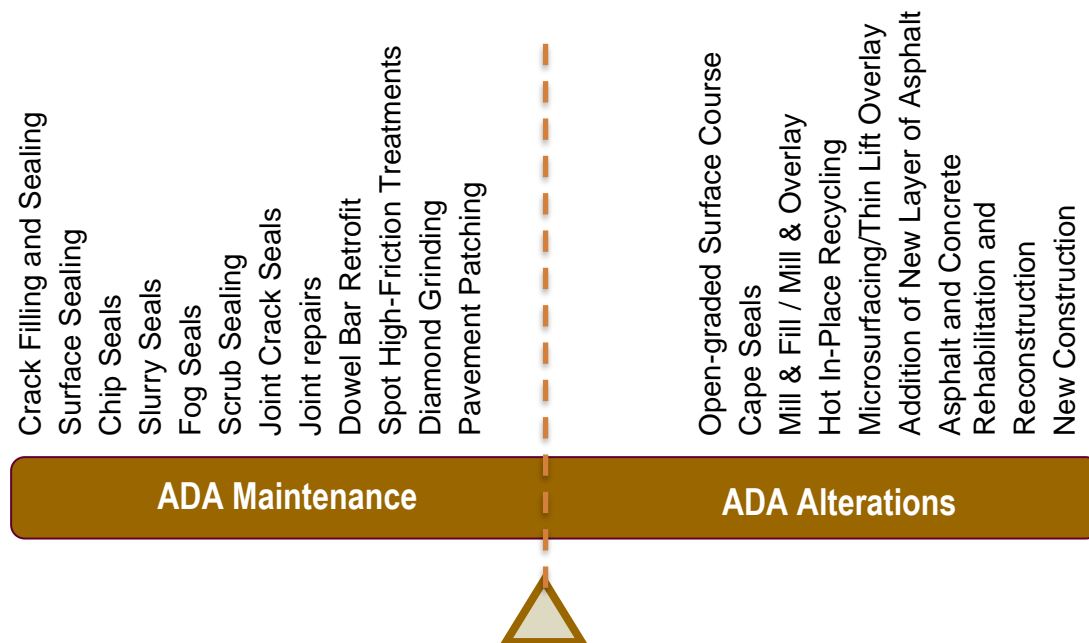 Crack Filling and Sealing
Surface Sealing
Chip Seals
Slurry Seals
Fog Seals
Scrub Sealing
Joint Crack Seals
Joint repairs
Dowel Bar Retrofit
Spot High-Friction Treatments
Diamond Grinding
Pavement Patching
Open-graded Surface Course
Cape Seals
Mill & Fill / Mill & Overlay
Hot In-Place Recycling
Microsurfacing/Thin Lift Overlay
Addition of New Layer of Asphalt
Asphalt and Concrete
Rehabilitation and
Reconstruction
New Construction
ADA Maintenance
ADA Alterations